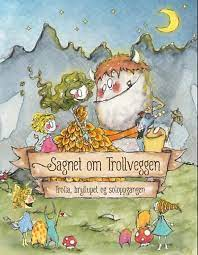 Sagnet om Trollveggen
Trolla, bryllupet og soloppgangen